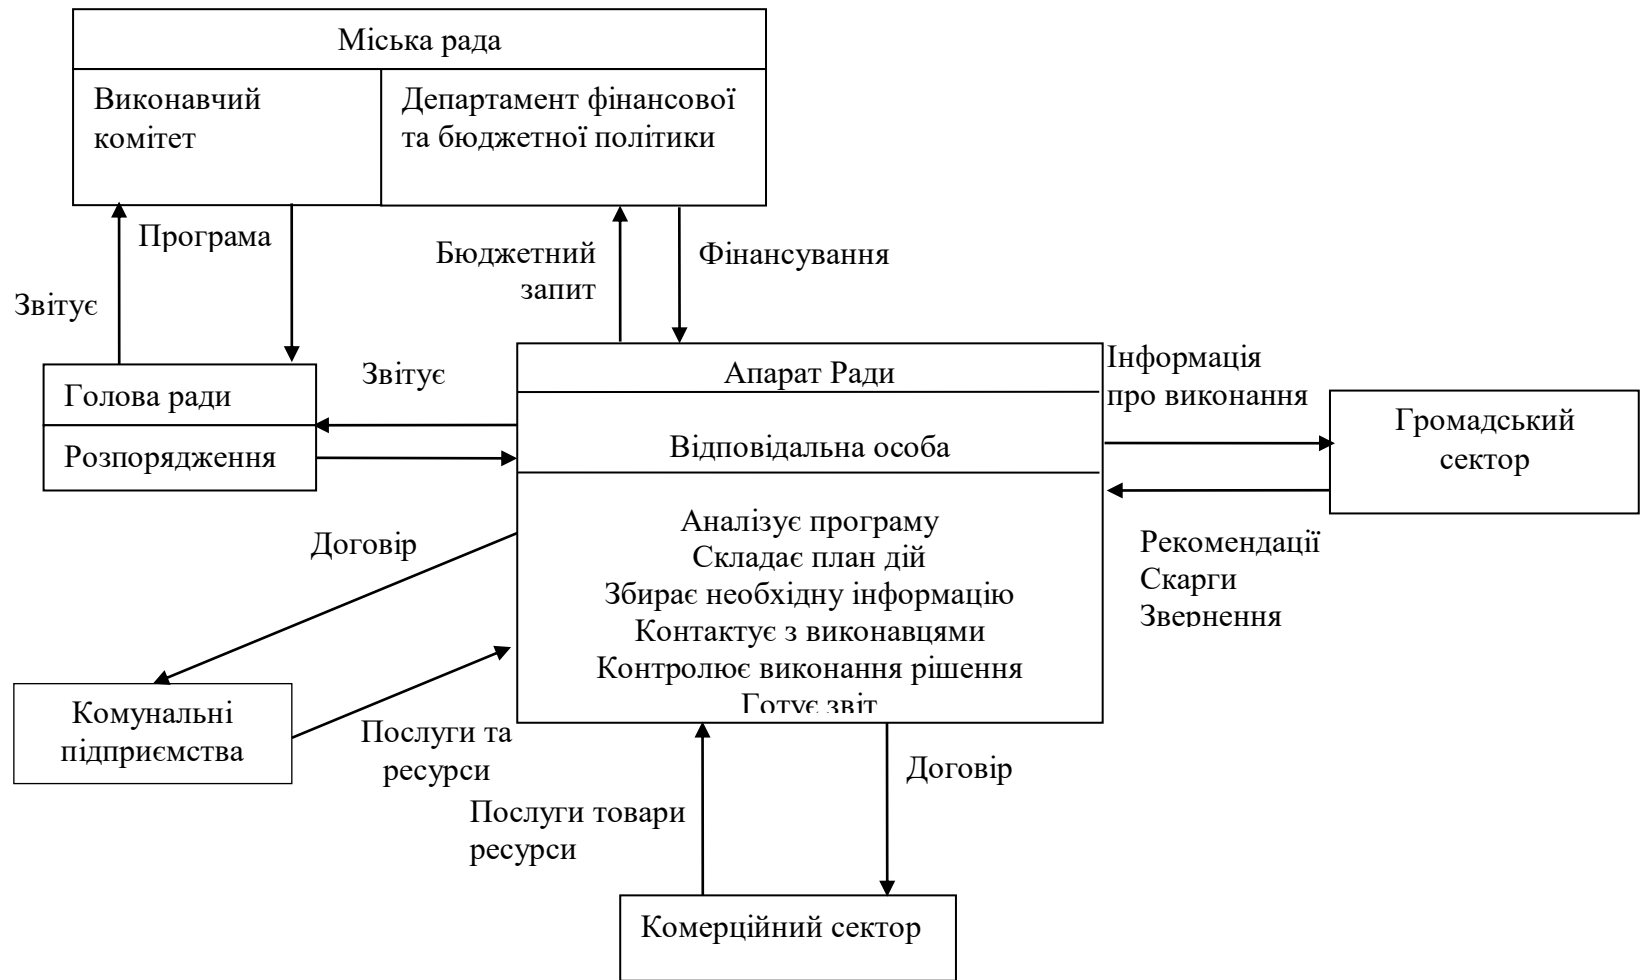 Міська рада
Виконавчий
комітет
Департамент фінансової
та бюджетної політики
Програма
Звітує
Бюджетний
запит
Фінансування
Голова ради
Розпорядження
Звітує
Апарат Ради
Відповідальна особа
Аналізує програму
Складає план дій
Збирає необхідну інформацію
Контактує з виконавцями
Контролює виконання рішення
Готує звіт
Інформація
про виконання
Громадський
сектор
Рекомендації
Скарги
Звернення
Договір
Комунальні
підприємства
Послуги та
ресурси
Послуги товари
ресурси
Договір
Комерційний сектор